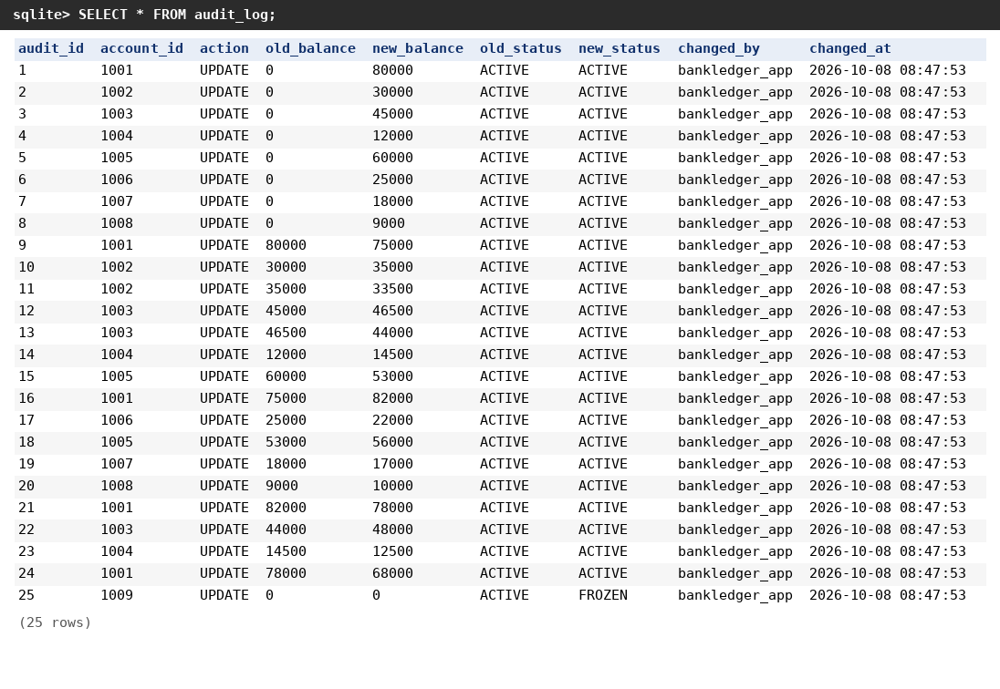 sqlite> SELECT * FROM audit_log;
audit_id account_id action old_balance new_balance old_status new_status changed_by changed_at
1 1001 UPDATE 0 80000 ACTIVE ACTIVE bankledger_app 2026-10-08 08:47:53
2 1002 UPDATE 0 30000 ACTIVE ACTIVE bankledger_app 2026-10-08 08:47:53
3 1003 UPDATE 0 45000 ACTIVE ACTIVE bankledger_app 2026-10-08 08:47:53
4 1004 UPDATE 0 12000 ACTIVE ACTIVE bankledger_app 2026-10-08 08:47:53
5 1005 UPDATE 0 60000 ACTIVE ACTIVE bankledger_app 2026-10-08 08:47:53
6 1006 UPDATE 0 25000 ACTIVE ACTIVE bankledger_app 2026-10-08 08:47:53
7 1007 UPDATE 0 18000 ACTIVE ACTIVE bankledger_app 2026-10-08 08:47:53
8 1008 UPDATE 0 9000 ACTIVE ACTIVE bankledger_app 2026-10-08 08:47:53
9 1001 UPDATE 80000 75000 ACTIVE ACTIVE bankledger_app 2026-10-08 08:47:53
10 1002 UPDATE 30000 35000 ACTIVE ACTIVE bankledger_app 2026-10-08 08:47:53
11 1002 UPDATE 35000 33500 ACTIVE ACTIVE bankledger_app 2026-10-08 08:47:53
12 1003 UPDATE 45000 46500 ACTIVE ACTIVE bankledger_app 2026-10-08 08:47:53
13 1003 UPDATE 46500 44000 ACTIVE ACTIVE bankledger_app 2026-10-08 08:47:53
14 1004 UPDATE 12000 14500 ACTIVE ACTIVE bankledger_app 2026-10-08 08:47:53
15 1005 UPDATE 60000 53000 ACTIVE ACTIVE bankledger_app 2026-10-08 08:47:53
16 1001 UPDATE 75000 82000 ACTIVE ACTIVE bankledger_app 2026-10-08 08:47:53
17 1006 UPDATE 25000 22000 ACTIVE ACTIVE bankledger_app 2026-10-08 08:47:53
18 1005 UPDATE 53000 56000 ACTIVE ACTIVE bankledger_app 2026-10-08 08:47:53
19 1007 UPDATE 18000 17000 ACTIVE ACTIVE bankledger_app 2026-10-08 08:47:53
20 1008 UPDATE 9000 10000 ACTIVE ACTIVE bankledger_app 2026-10-08 08:47:53
21 1001 UPDATE 82000 78000 ACTIVE ACTIVE bankledger_app 2026-10-08 08:47:53
22 1003 UPDATE 44000 48000 ACTIVE ACTIVE bankledger_app 2026-10-08 08:47:53
23 1004 UPDATE 14500 12500 ACTIVE ACTIVE bankledger_app 2026-10-08 08:47:53
24 1001 UPDATE 78000 68000 ACTIVE ACTIVE bankledger_app 2026-10-08 08:47:53
25 1009 UPDATE 0 0 ACTIVE FROZEN bankledger_app 2026-10-08 08:47:53
(25 rows)